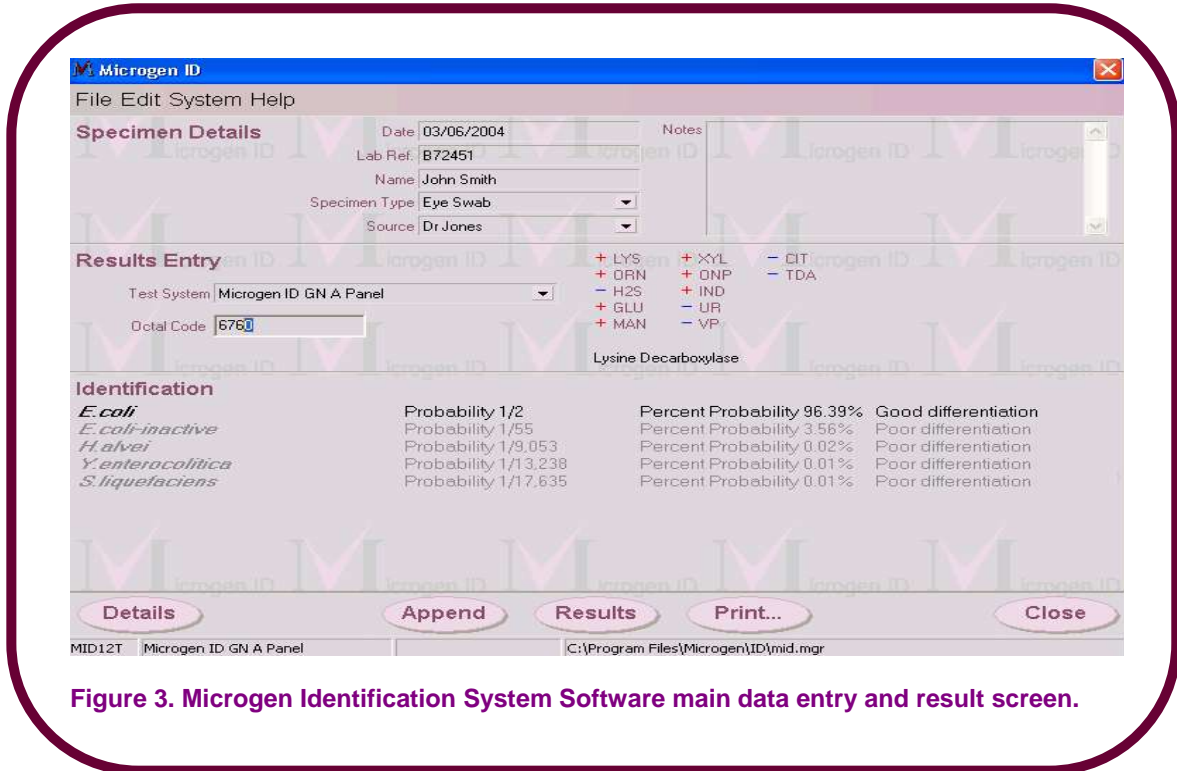 Microgen ID
File Edit System Help
Specimen Details
Date 03/06/2004
Notes
Lab Ref. B72451
Name John Smith
Specimen Type Eye Swab
Source Dr Jones
Results Entry
Test System Microgen ID GN A Panel
Octal Code 6760
+ LYS + XYL - CIT
+ ORN + ONP - TDA
- H2S + IND
+ GLU - UR
+ MAN - VP
Lysine Decarboxylase
Identification
E.coli Probability 1/2 Percent Probability 96.39% Good differentiation
E.coli-inactive Probability 1/55 Percent Probability 3.56% Poor differentiation
H.alvei Probability 1/9,053 Percent Probability 0.02% Poor differentiation
Y.enterocolitica Probability 1/13,238 Percent Probability 0.01% Poor differentiation
S.liquefaciens Probability 1/17,635 Percent Probability 0.01% Poor differentiation
Details Append Results Print... Close
MID12T Microgen ID GN A Panel C:\Program Files\Microgen\ID\mid.mgr
Figure 3. Microgen Identification System Software main data entry and result screen.